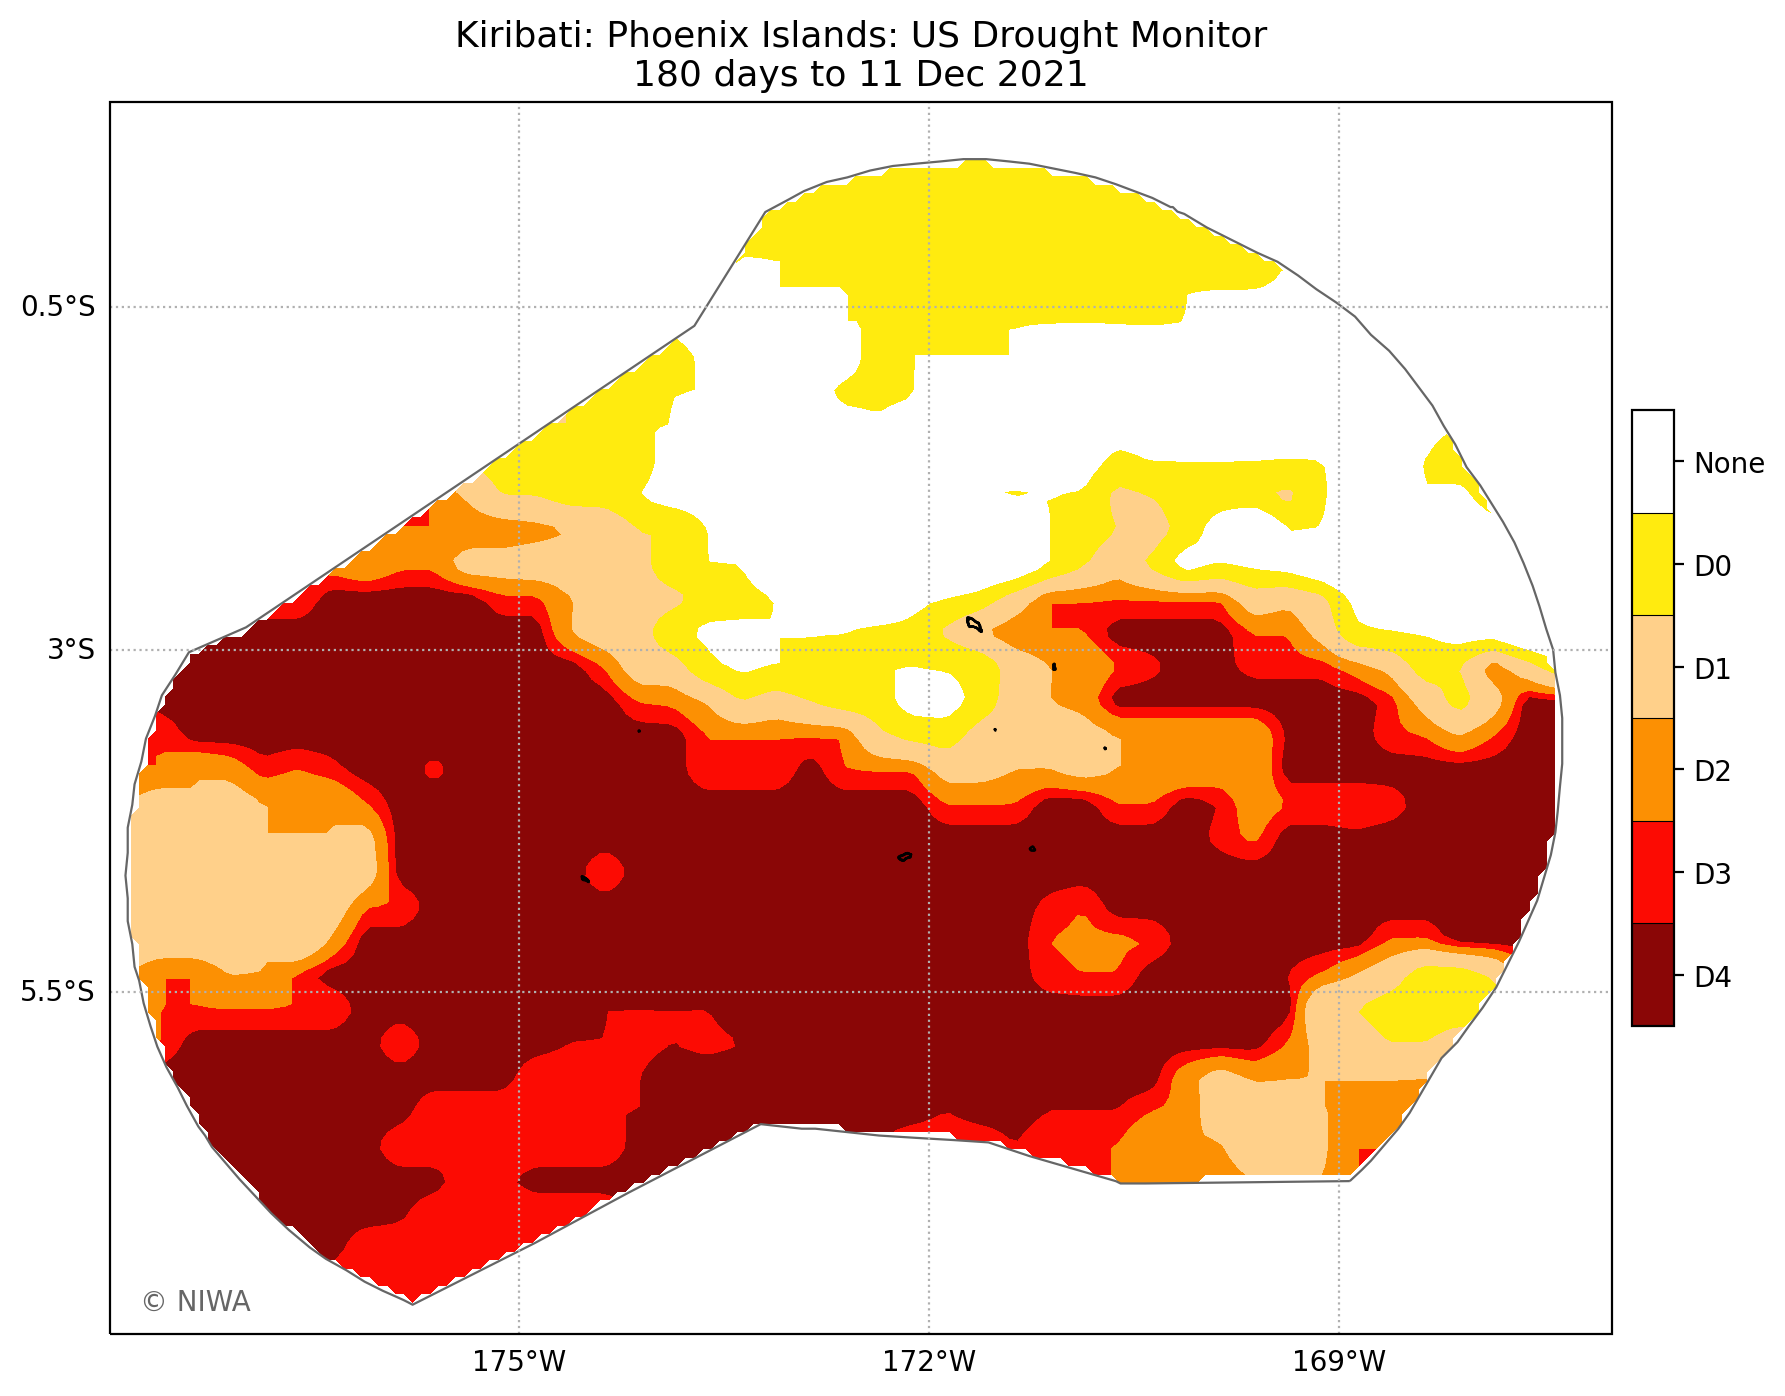 Kiribati: Phoenix Islands: US Drought Monitor
180 days to 11 Dec 2021
0.5°S
3°S
5.5°S
None
D0
D1
D2
D3
D4
© NIWA
175°W
172°W
169°W